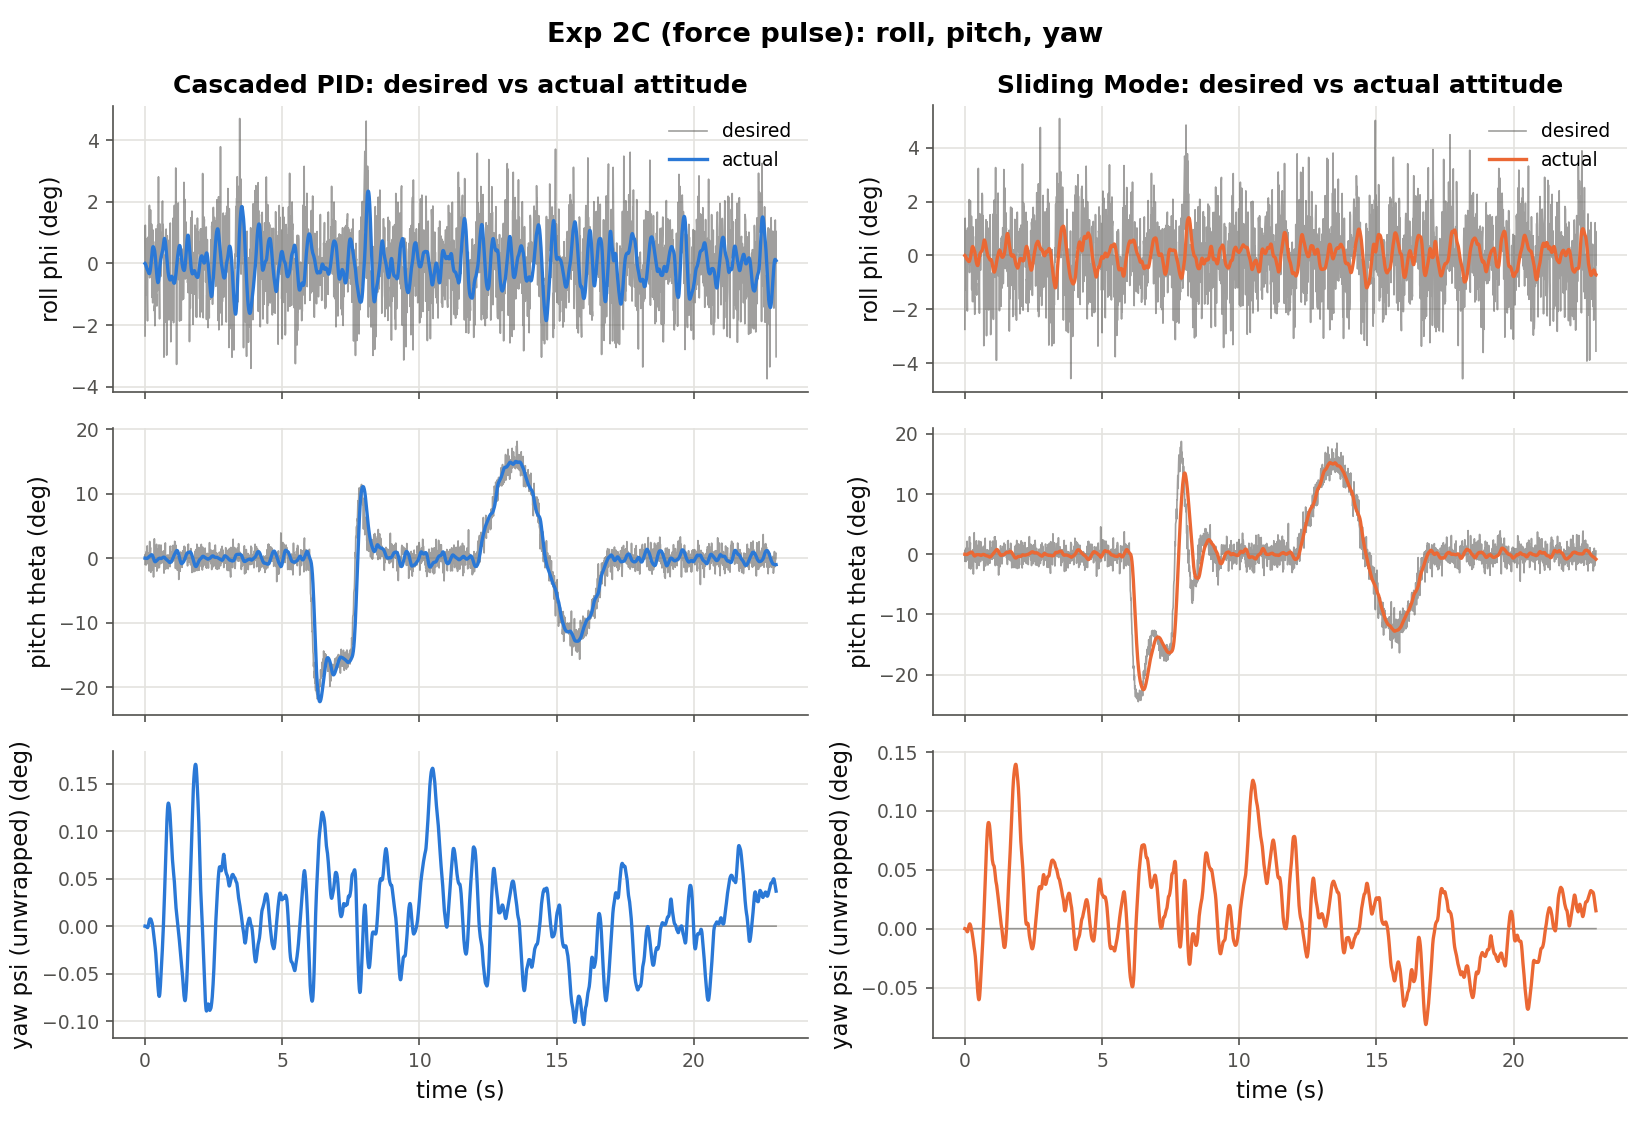 Exp 2C (force pulse): roll, pitch, yaw
Cascaded PID: desired vs actual attitude
Sliding Mode: desired vs actual attitude
roll phi (deg)
4
2
0
−2
−4
desired
actual
roll phi (deg)
4
2
0
−2
−4
desired
actual
pitch theta (deg)
20
10
0
−10
−20
pitch theta (deg)
20
10
0
−10
−20
yaw psi (unwrapped) (deg)
0.15
0.10
0.05
0.00
−0.05
−0.10
0 5 10 15 20
time (s)
yaw psi (unwrapped) (deg)
0.15
0.10
0.05
0.00
−0.05
0 5 10 15 20
time (s)